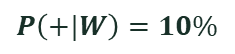 P(+|W) = 10%